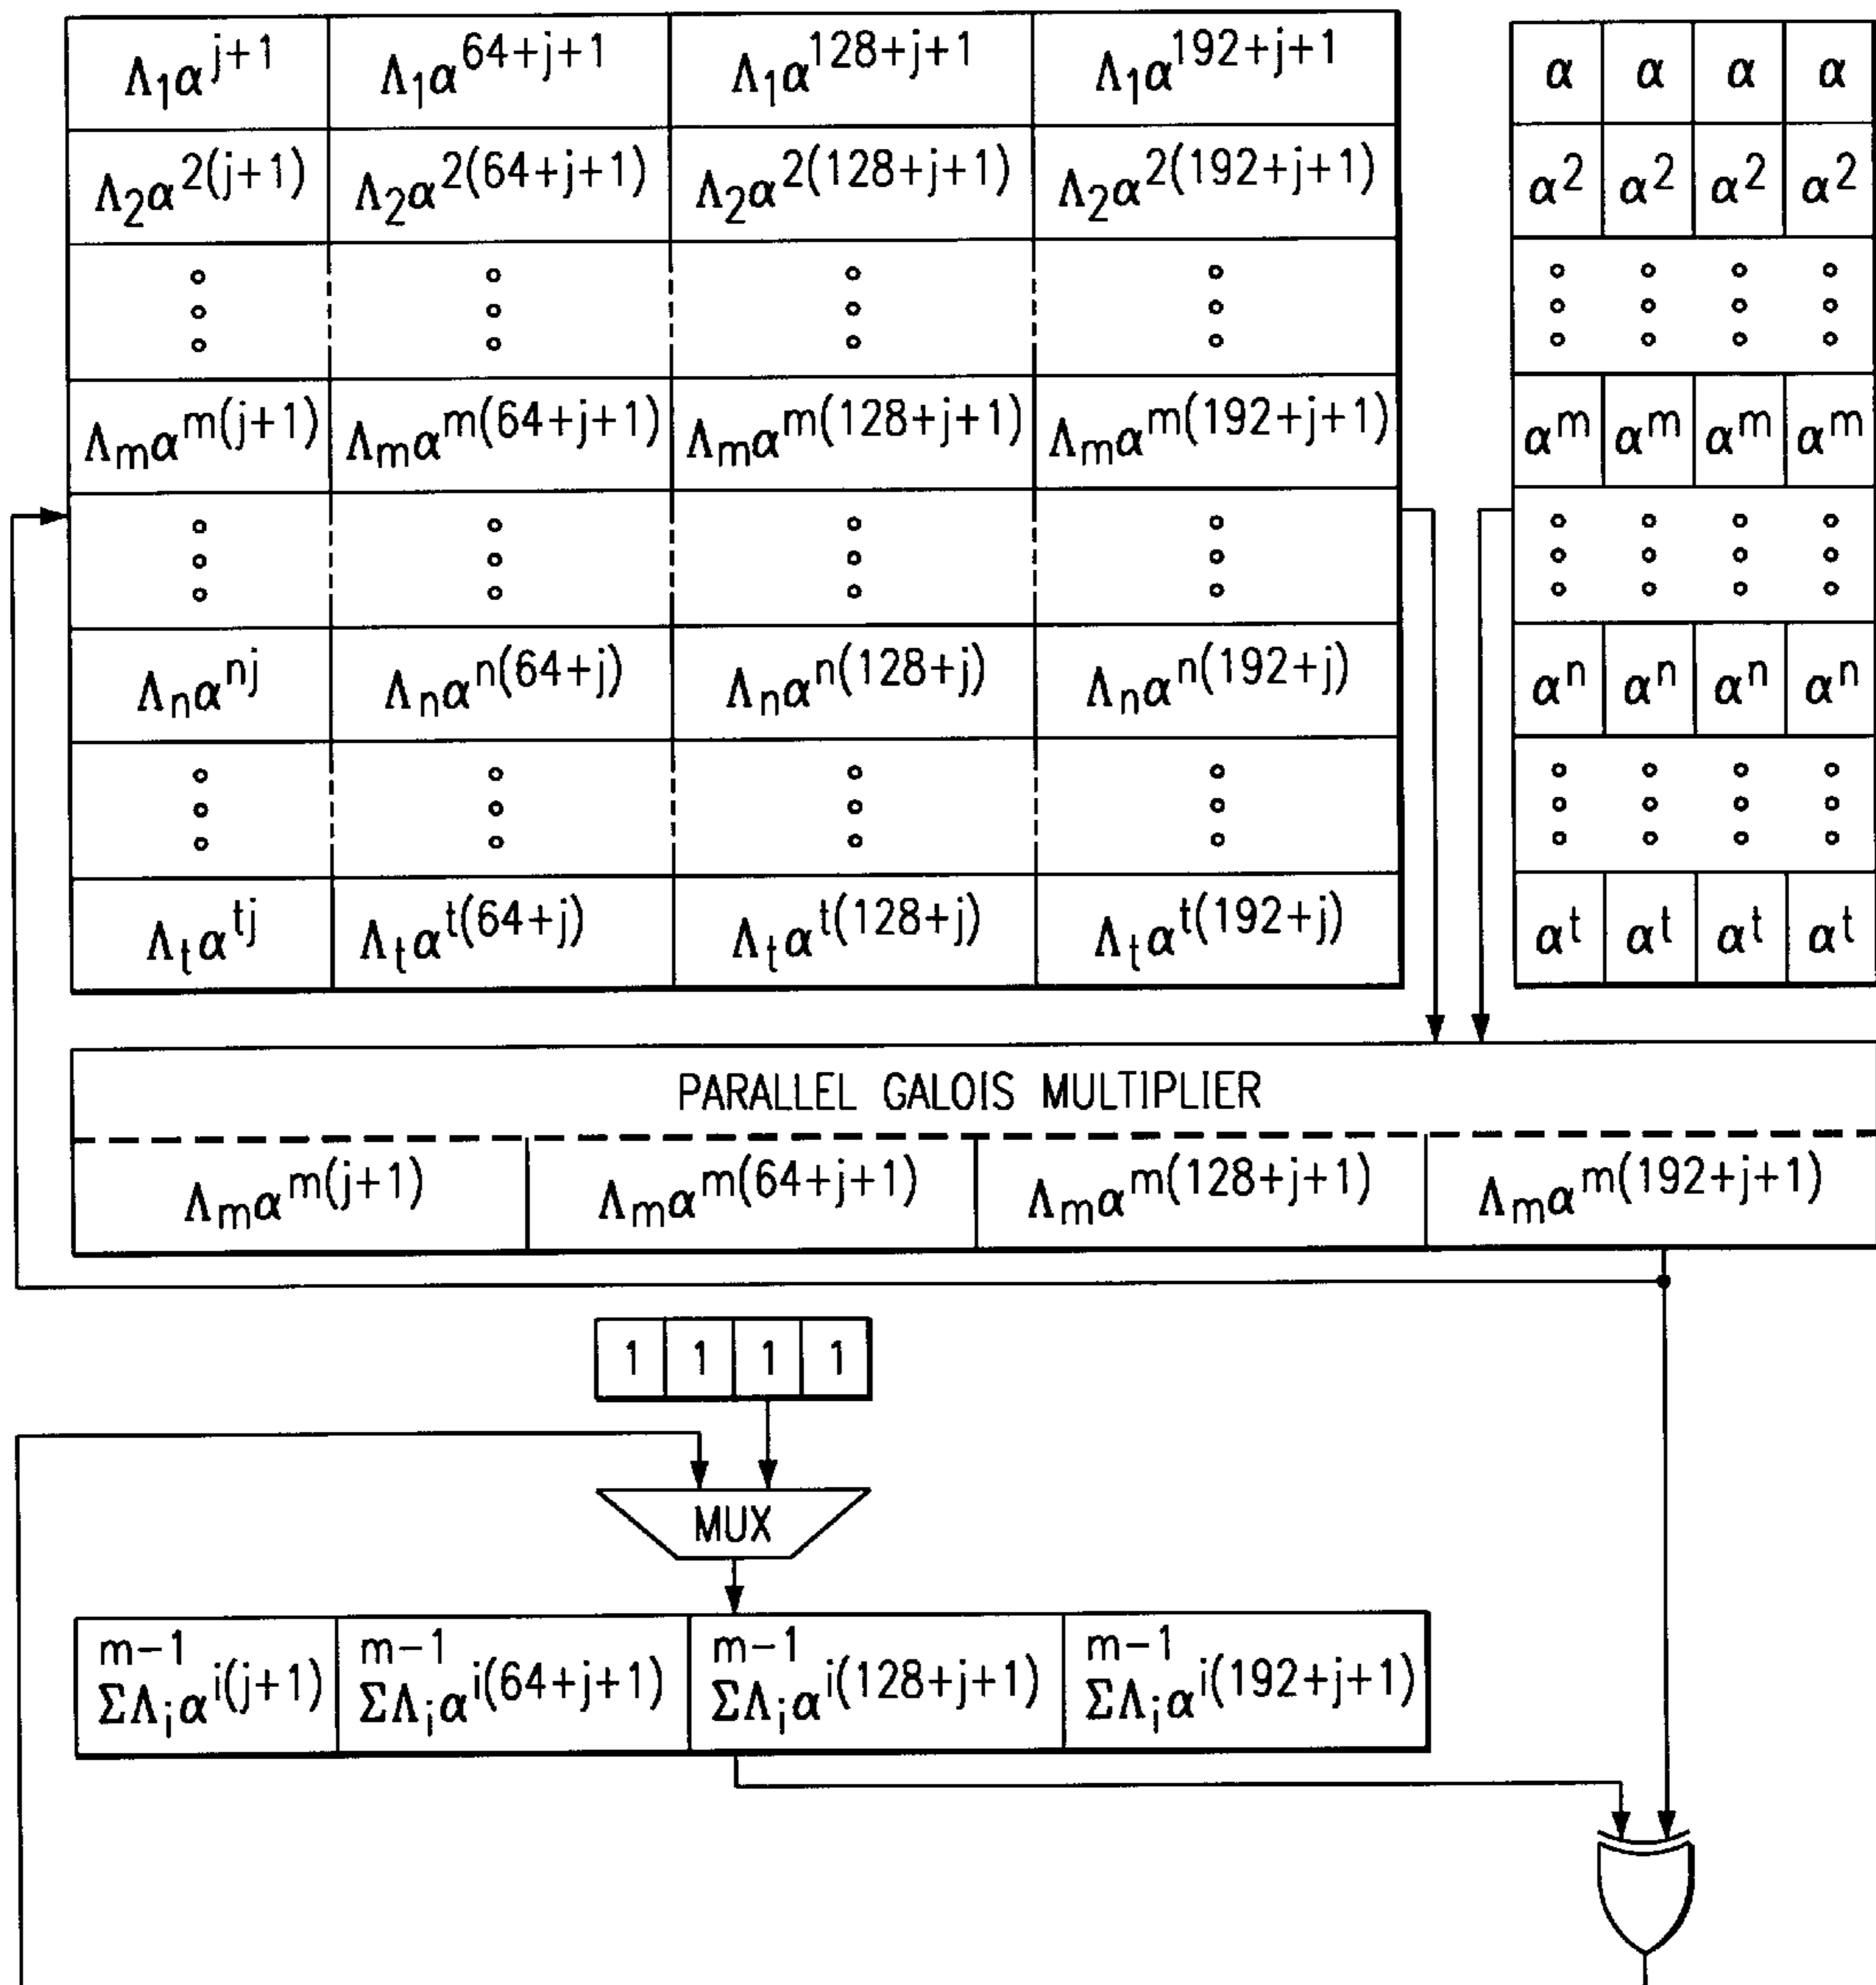 Λ₁α^(j+1) Λ₁α^(64+j+1) Λ₁α^(128+j+1) Λ₁α^(192+j+1) α α α α
Λ₂α^2(j+1) Λ₂α^2(64+j+1) Λ₂α^2(128+j+1) Λ₂α^2(192+j+1) α² α² α² α²
Λₘα^m(j+1) Λₘα^m(64+j+1) Λₘα^m(128+j+1) Λₘα^m(192+j+1) α^m α^m α^m α^m
Λₙα^nj Λₙα^n(64+j) Λₙα^n(128+j) Λₙα^n(192+j) α^n α^n α^n α^n
Λₜα^tj Λₜα^t(64+j) Λₜα^t(128+j) Λₜα^t(192+j) α^t α^t α^t α^t
PARALLEL GALOIS MULTIPLIER
Λₘα^m(j+1) Λₘα^m(64+j+1) Λₘα^m(128+j+1) Λₘα^m(192+j+1)
1 1 1 1
MUX
m-1 m-1 m-1 m-1
ΣΛᵢα^i(j+1) ΣΛᵢα^i(64+j+1) ΣΛᵢα^i(128+j+1) ΣΛᵢα^i(192+j+1)